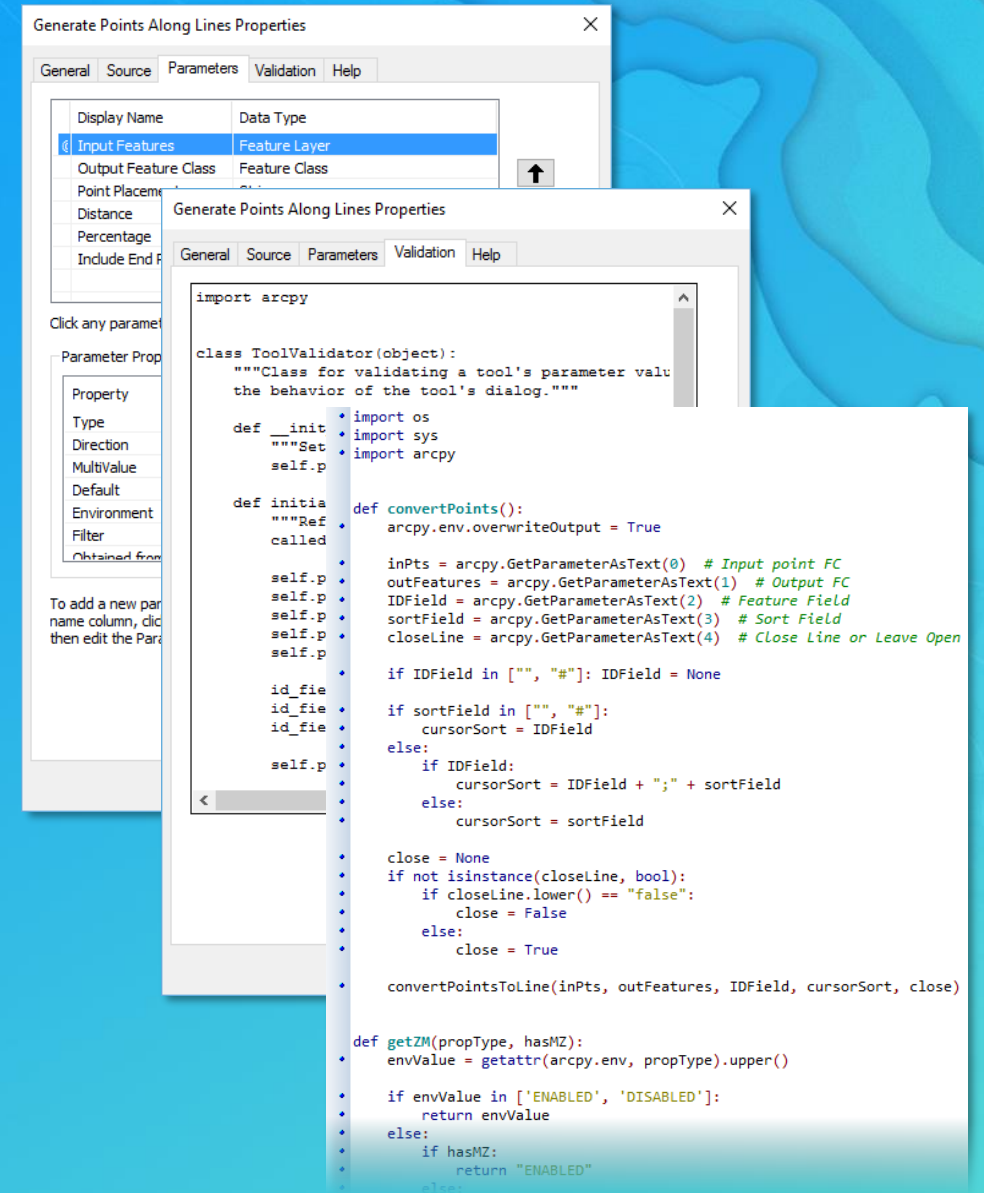 Generate Points Along Lines Properties
General Source Parameters Validation Help
Display Name Data Type
Input Features Feature Layer
Output Feature Class Feature Class
Point Placeme
Distance
Percentage
Include End
Click any paramet
Parameter Prop
Property
Type
Direction
MultiValue
Default
Environment
Filter
Obtained from
To add a new par
name column, clic
then edit the Para
Generate Points Along Lines Properties
General Source Parameters Validation Help
import arcpy
class ToolValidator(object):
"""Class for validating a tool's parameter valu
the behavior of the tool's dialog."""
def __init
"""Set
self.p
def initia
"""Ref
called
self.p
self.p
self.p
self.p
self.p
id_fie
id_fie
id_fie
self.p
import os
import sys
import arcpy
def convertPoints():
arcpy.env.overwriteOutput = True
inPts = arcpy.GetParameterAsText(0) # Input point FC
outFeatures = arcpy.GetParameterAsText(1) # Output FC
IDField = arcpy.GetParameterAsText(2) # Feature Field
sortField = arcpy.GetParameterAsText(3) # Sort Field
closeLine = arcpy.GetParameterAsText(4) # Close Line or Leave Open
if IDField in ["", "#"]: IDField = None
if sortField in ["", "#"]:
cursorSort = IDField
else:
if IDField:
cursorSort = IDField + ";" + sortField
else:
cursorSort = sortField
close = None
if not isinstance(closeLine, bool):
if closeLine.lower() == "false":
close = False
else:
close = True
convertPointsToLine(inPts, outFeatures, IDField, cursorSort, close)
def getZM(propType, hasMZ):
envValue = getattr(arcpy.env, propType).upper()
if envValue in ['ENABLED', 'DISABLED']:
return envValue
else:
if hasMZ:
return "ENABLED"
else: